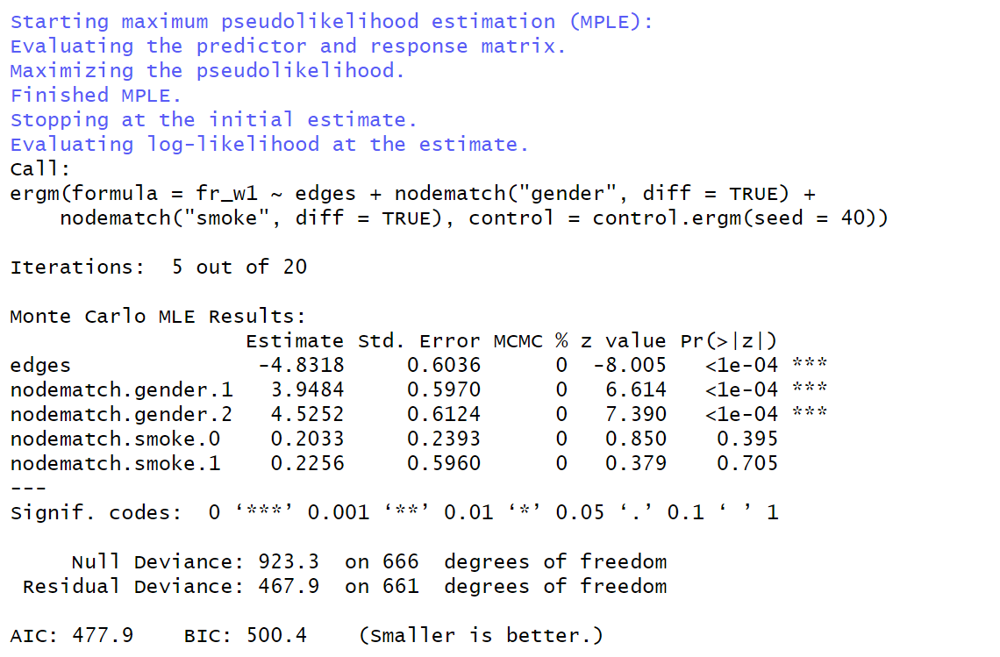 Starting maximum pseudolikelihood estimation (MPLE):
Evaluating the predictor and response matrix.
Maximizing the pseudolikelihood.
Finished MPLE.
Stopping at the initial estimate.
Evaluating log-likelihood at the estimate.
Call:
ergm(formula = fr_w1 ~ edges + nodematch("gender", diff = TRUE) +
    nodematch("smoke", diff = TRUE), control = control.ergm(seed = 40))
Iterations:  5 out of 20
Monte Carlo MLE Results:
                   Estimate Std. Error MCMC % z value Pr(>|z|)
edges               -4.8318     0.6036      0  -8.005   <1e-04 ***
nodematch.gender.1   3.9484     0.5970      0   6.614   <1e-04 ***
nodematch.gender.2   4.5252     0.6124      0   7.390   <1e-04 ***
nodematch.smoke.0    0.2033     0.2393      0   0.850    0.395
nodematch.smoke.1    0.2256     0.5960      0   0.379    0.705
---
Signif. codes:  0 ‘***’ 0.001 ‘**’ 0.01 ‘*’ 0.05 ‘.’ 0.1 ‘ ’ 1
     Null Deviance: 923.3  on 666  degrees of freedom
 Residual Deviance: 467.9  on 661  degrees of freedom
AIC: 477.9    BIC: 500.4    (Smaller is better.)